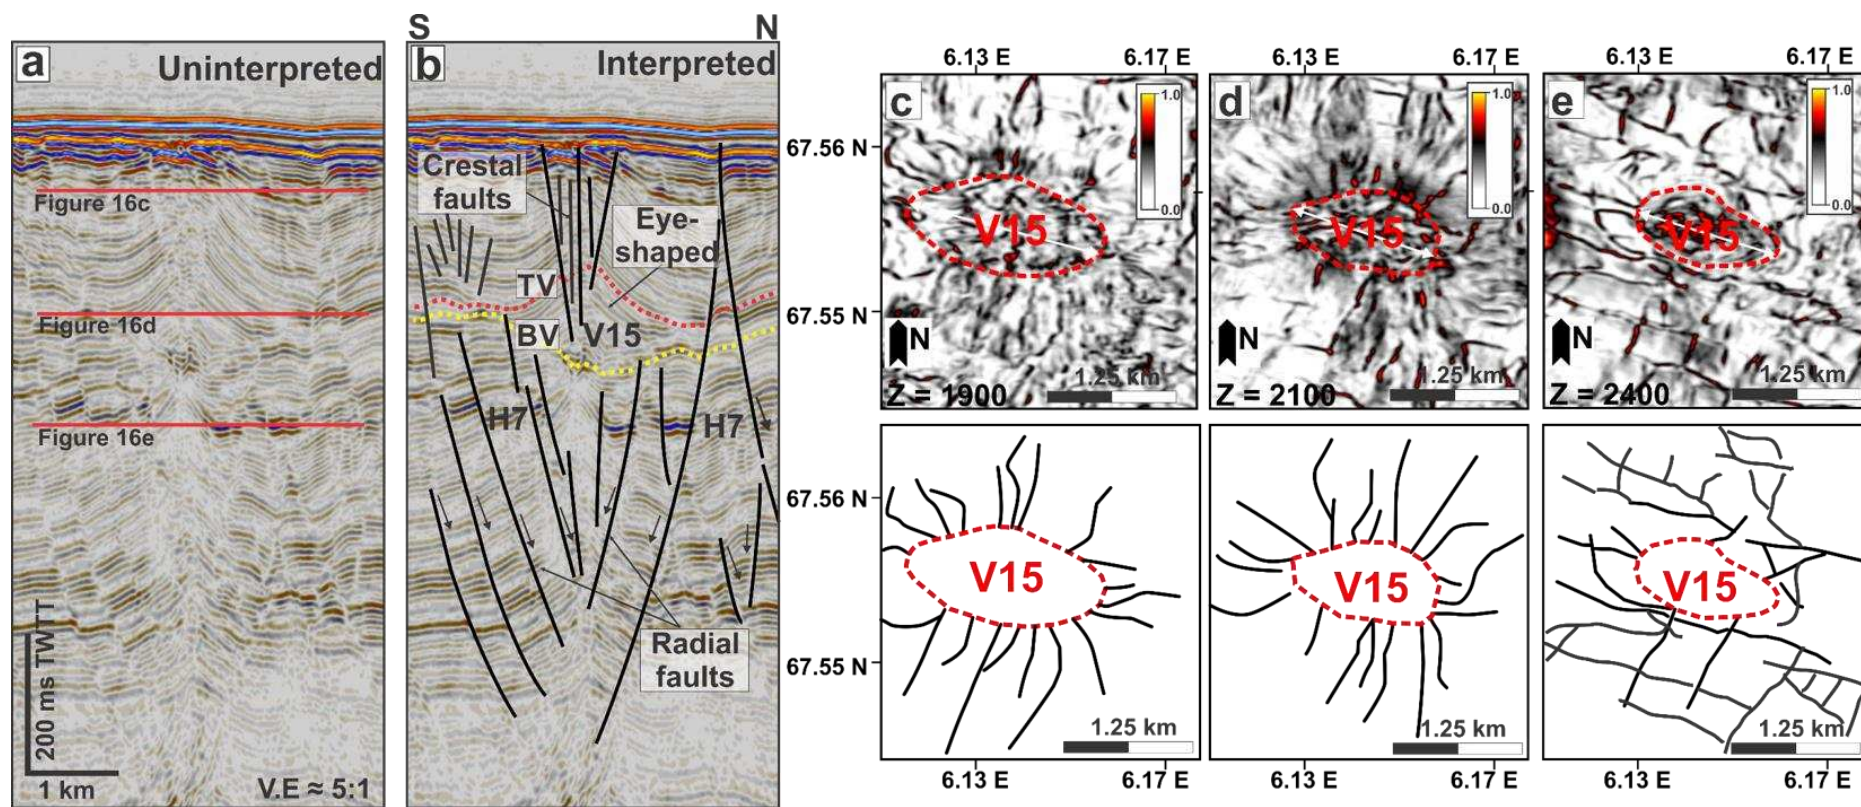 S N
a Uninterpreted
Figure 16c
Figure 16d
Figure 16e
200 ms TWTT
1 km
V.E ≈ 5:1
b Interpreted
Crestal
faults
Eye-
shaped
TV
BV V15
H7 H7
Radial
faults
6.13 E 6.17 E 6.13 E 6.17 E 6.13 E 6.17 E
67.56 N
67.55 N
c
1.0
0.0
V15
N
1.25 km
Z = 1900
d
1.0
0.0
V15
N
1.25 km
Z = 2100
e
1.0
0.0
V15
N
1.25 km
Z = 2400
67.56 N
67.55 N
V15
1.25 km
V15
1.25 km
V15
1.25 km
6.13 E 6.17 E 6.13 E 6.17 E 6.13 E 6.17 E